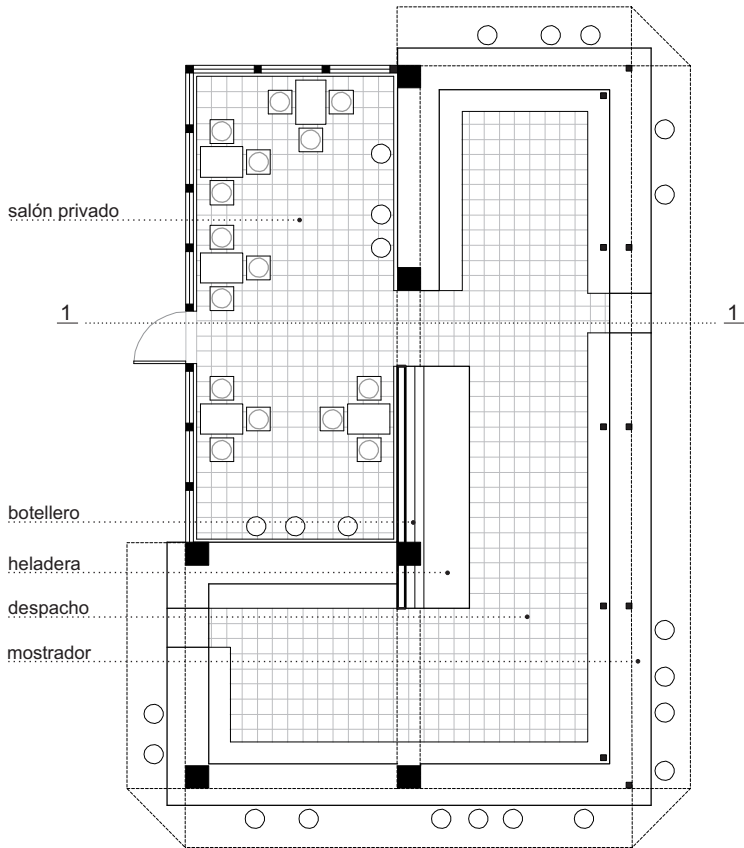 salón privado
1 1
botellero
heladera
despacho
mostrador